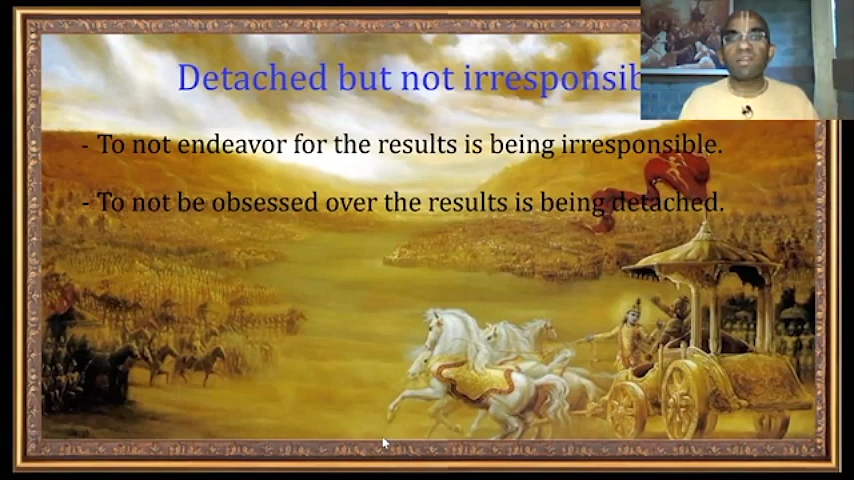 Detached but not irresponsib
- To not endeavor for the results is being irresponsible.
- To not be obsessed over the results is being detached.